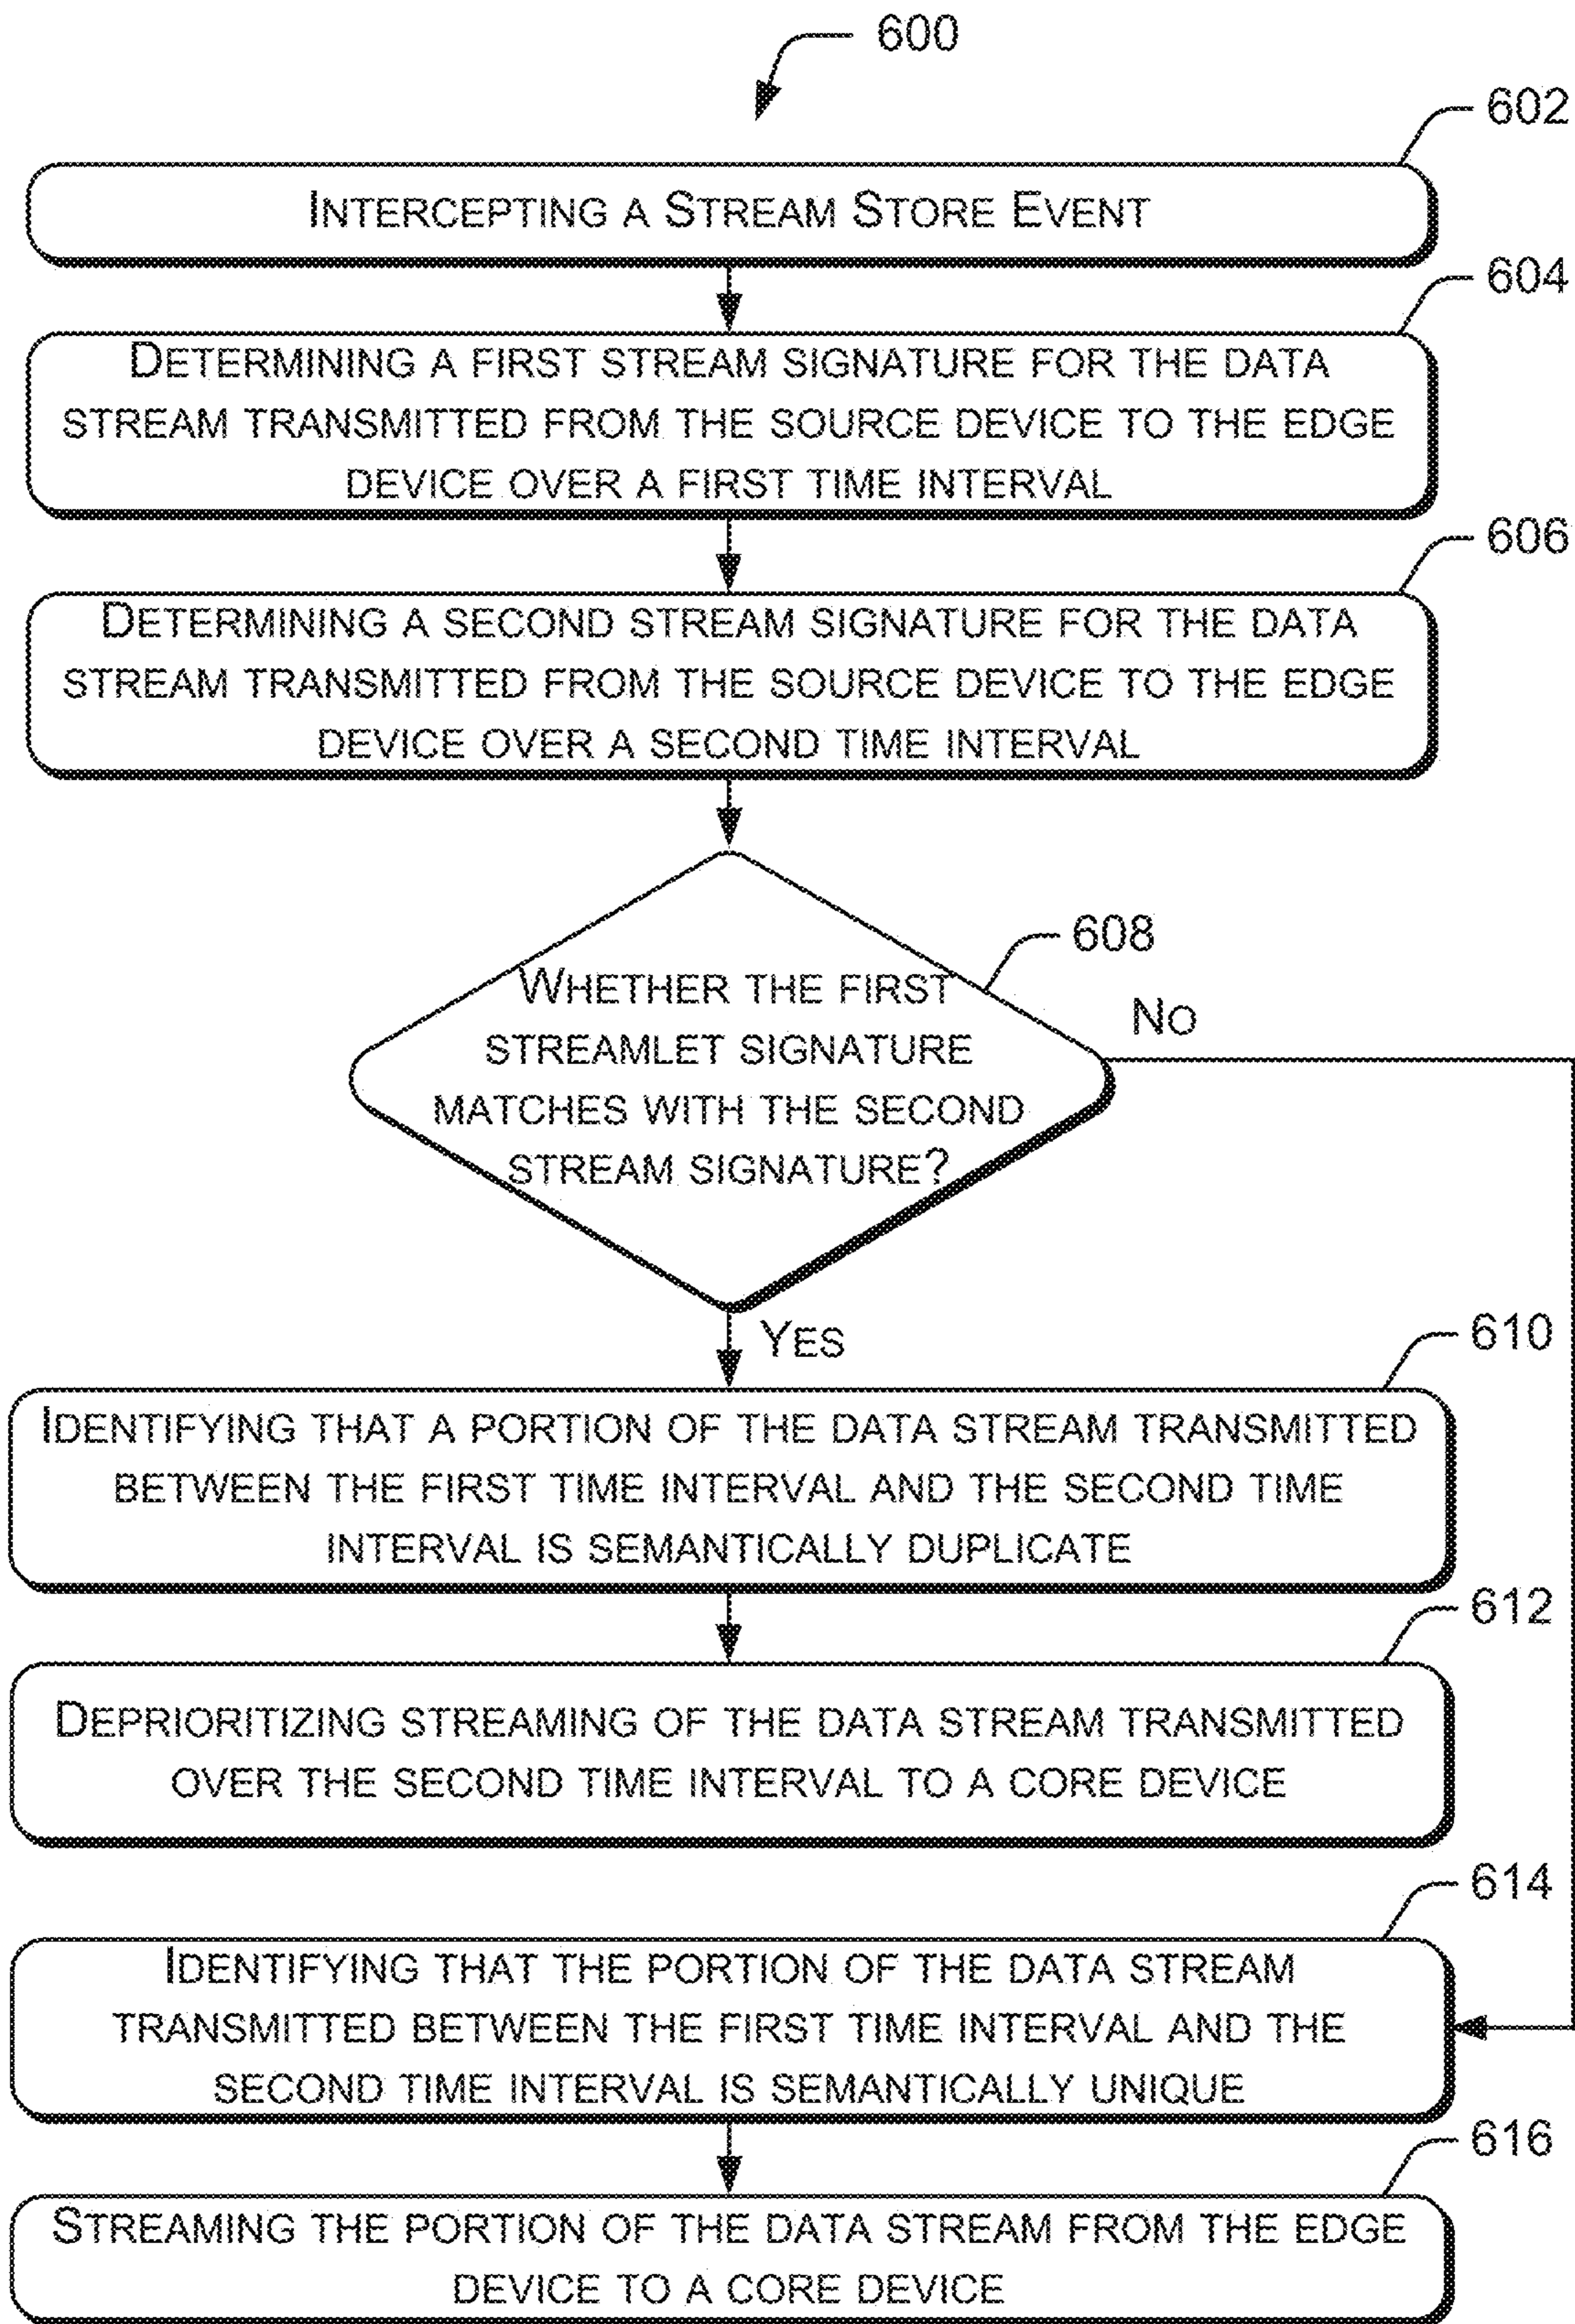 600
602
INTERCEPTING A STREAM STORE EVENT
604
DETERMINING A FIRST STREAM SIGNATURE FOR THE DATA
STREAM TRANSMITTED FROM THE SOURCE DEVICE TO THE EDGE
DEVICE OVER A FIRST TIME INTERVAL
606
DETERMINING A SECOND STREAM SIGNATURE FOR THE DATA
STREAM TRANSMITTED FROM THE SOURCE DEVICE TO THE EDGE
DEVICE OVER A SECOND TIME INTERVAL
608
WHETHER THE FIRST
STREAMLET SIGNATURE
MATCHES WITH THE SECOND
STREAM SIGNATURE?
NO
YES
610
IDENTIFYING THAT A PORTION OF THE DATA STREAM TRANSMITTED
BETWEEN THE FIRST TIME INTERVAL AND THE SECOND TIME
INTERVAL IS SEMANTICALLY DUPLICATE
612
DEPRIORITIZING STREAMING OF THE DATA STREAM TRANSMITTED
OVER THE SECOND TIME INTERVAL TO A CORE DEVICE
614
IDENTIFYING THAT THE PORTION OF THE DATA STREAM
TRANSMITTED BETWEEN THE FIRST TIME INTERVAL AND THE
SECOND TIME INTERVAL IS SEMANTICALLY UNIQUE
616
STREAMING THE PORTION OF THE DATA STREAM FROM THE EDGE
DEVICE TO A CORE DEVICE